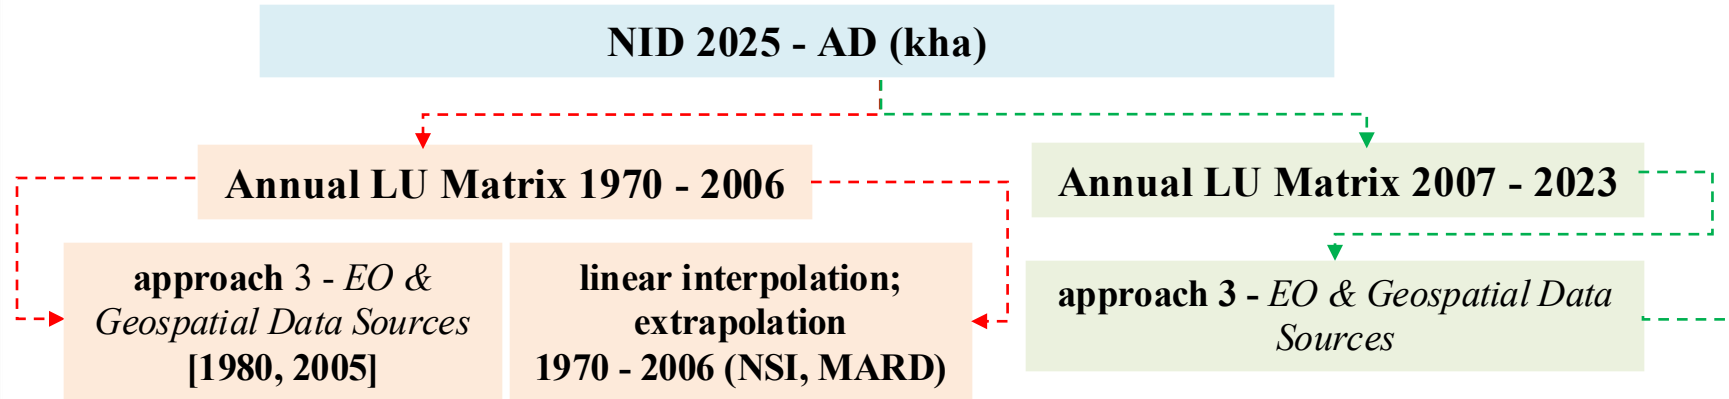 NID 2025 - AD (kha)
Annual LU Matrix 1970 - 2006
Annual LU Matrix 2007 - 2023
approach 3 - EO &
Geospatial Data Sources
[1980, 2005]
linear interpolation;
extrapolation
1970 - 2006 (NSI, MARD)
approach 3 - EO & Geospatial Data
Sources